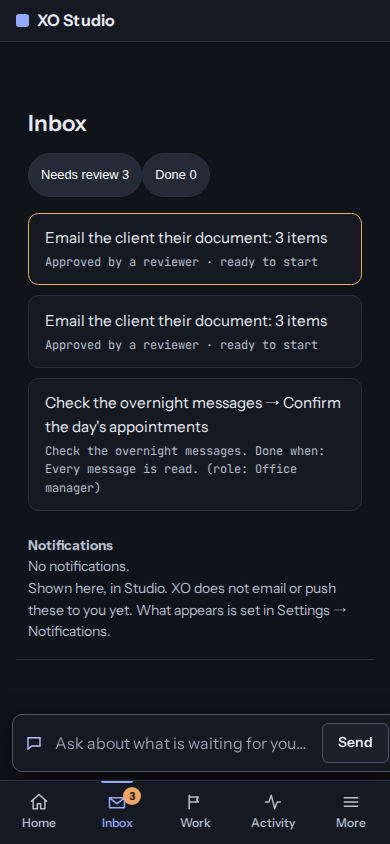 XO Studio
Inbox
Needs review 3
Done 0
Email the client their document: 3 items
Approved by a reviewer · ready to start
Email the client their document: 3 items
Approved by a reviewer · ready to start
Check the overnight messages → Confirm
the day's appointments
Check the overnight messages. Done when:
Every message is read. (role: Office
manager)
Notifications
No notifications.
Shown here, in Studio. XO does not email or push
these to you yet. What appears is set in Settings →
Notifications.
Ask about what is waiting for you...
Send
3
Home
Inbox
Work
Activity
More